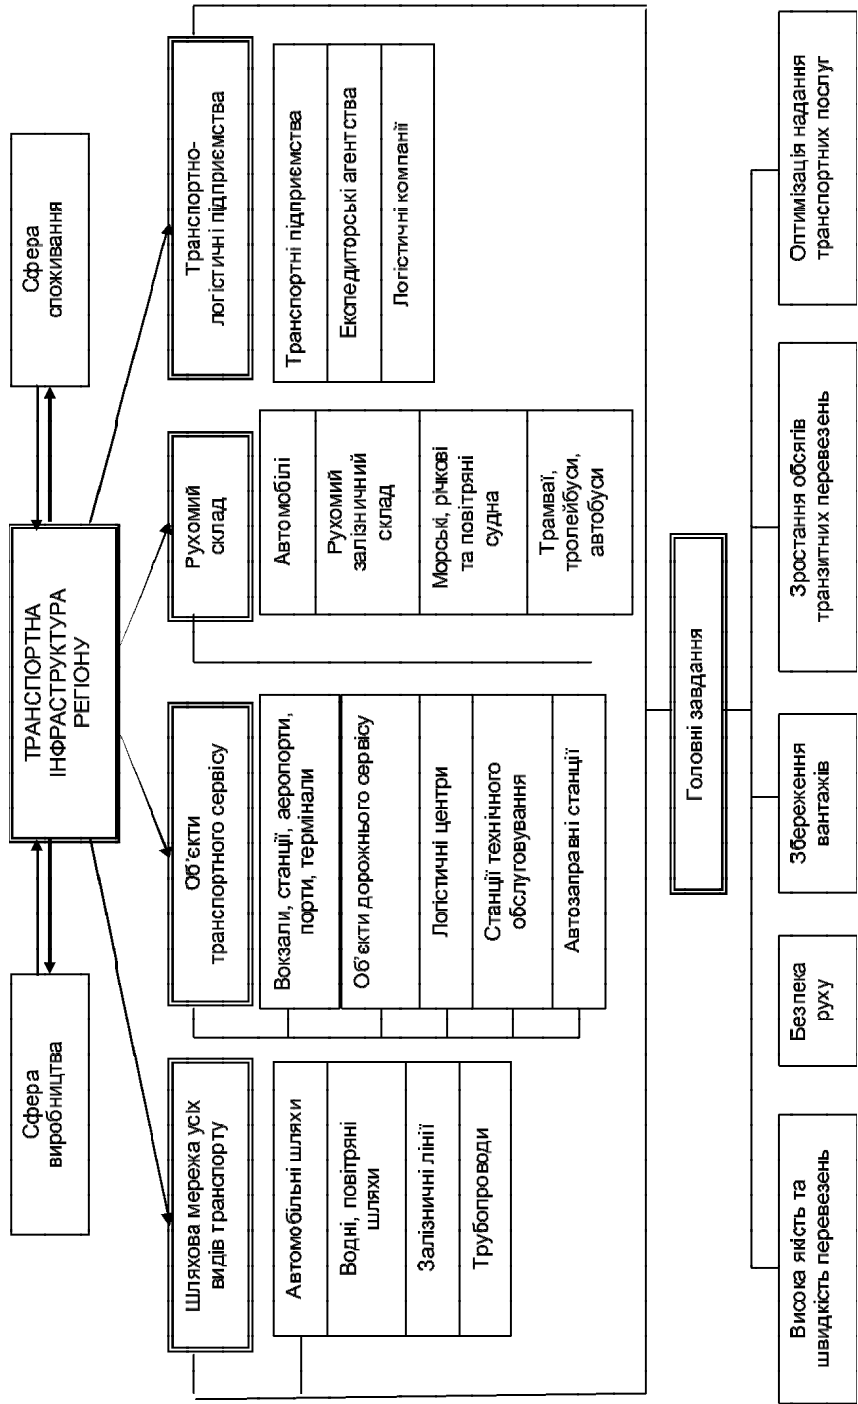 Сфера
виробництва
ТРАНСПОРТНА
ІНФРАСТРУКТУРА
РЕГІОНУ
Сфера
споживання
Шляхова мережа усіх
видів транспорту
Автомобільні шляхи
Водні, повітряні
шляхи
Залізничні лінії
Трубопроводи
Об'єкти
транспортного сервісу
Вокзали, станції, аеропорти,
порти, термінали
Об'єкти дорожнього сервісу
Логістичні центри
Станції технічного
обслуговування
Автозаправні станції
Рухомий
склад
Автомобілі
Рухомий
залізничний
склад
Морські, річкові
та повітряні
судна
Трамваї,
тролейбуси,
автобуси
Транспортно-
логістичні підприємства
Транспортні підприємства
Експедиторські агентства
Логістичні компанії
Головні завдання
Висока якість та
швидкість перевезень
Безпека
руху
Збереження
вантажів
Зростання обсягів
транзитних перевезень
Оптимізація надання
транспортних послуг